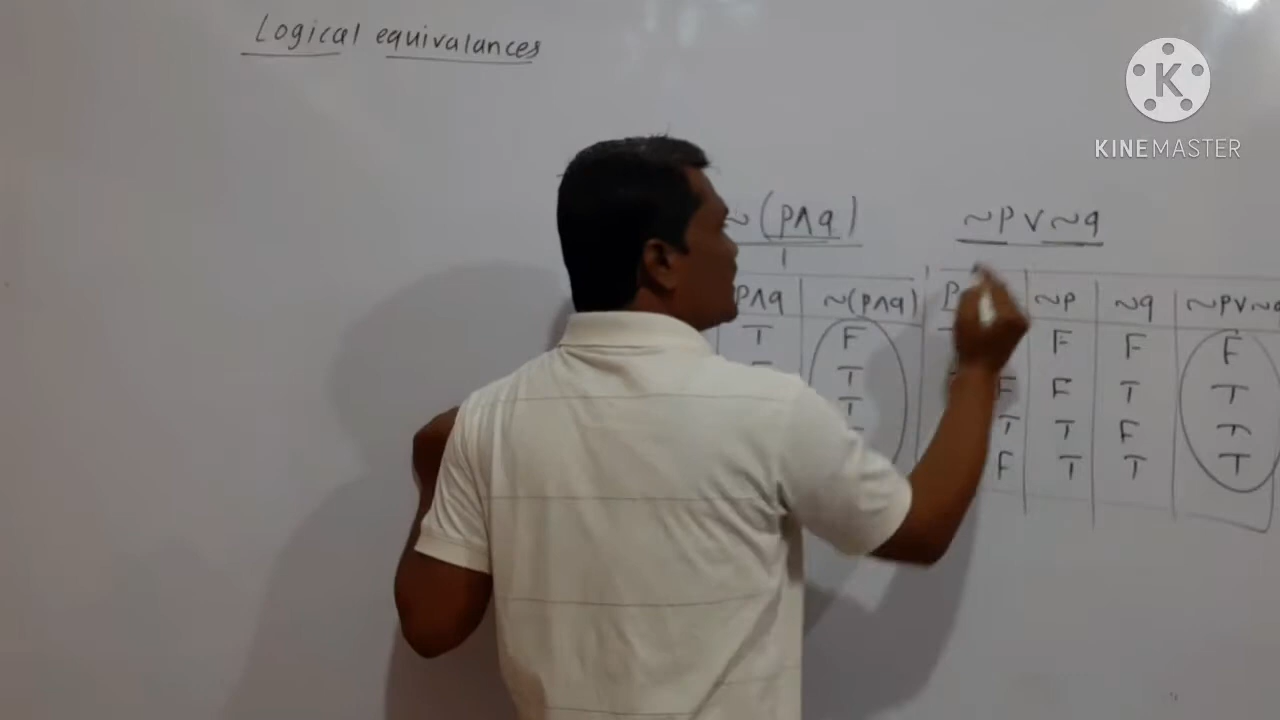 Logical equivalances
KINEMASTER
~(p∧q) ~p∨~q
p∧q ~(p∧q) p ~p ~q ~p∨~q
T F F F F
T F F T T
T T T F T
F T T T